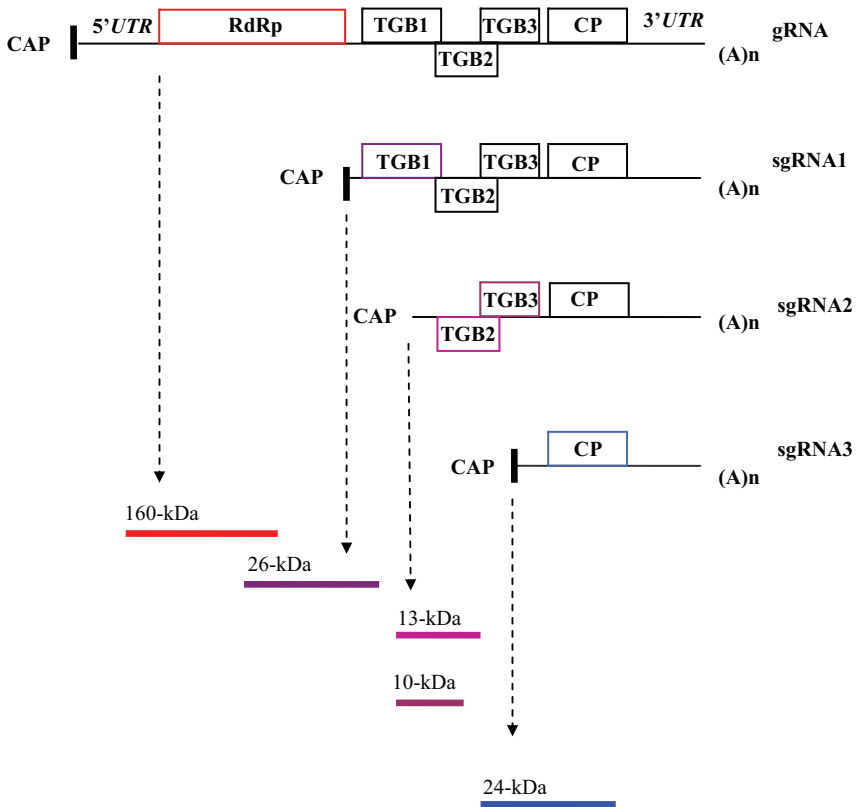 5’UTR RdRp TGB1 TGB3 CP 3’UTR gRNA
CAP TGB2 (A)n
TGB1 TGB3 CP sgRNA1
CAP TGB2 (A)n
TGB3 CP sgRNA2
CAP TGB2 (A)n
CP sgRNA3
CAP (A)n
160-kDa
26-kDa
13-kDa
10-kDa
24-kDa